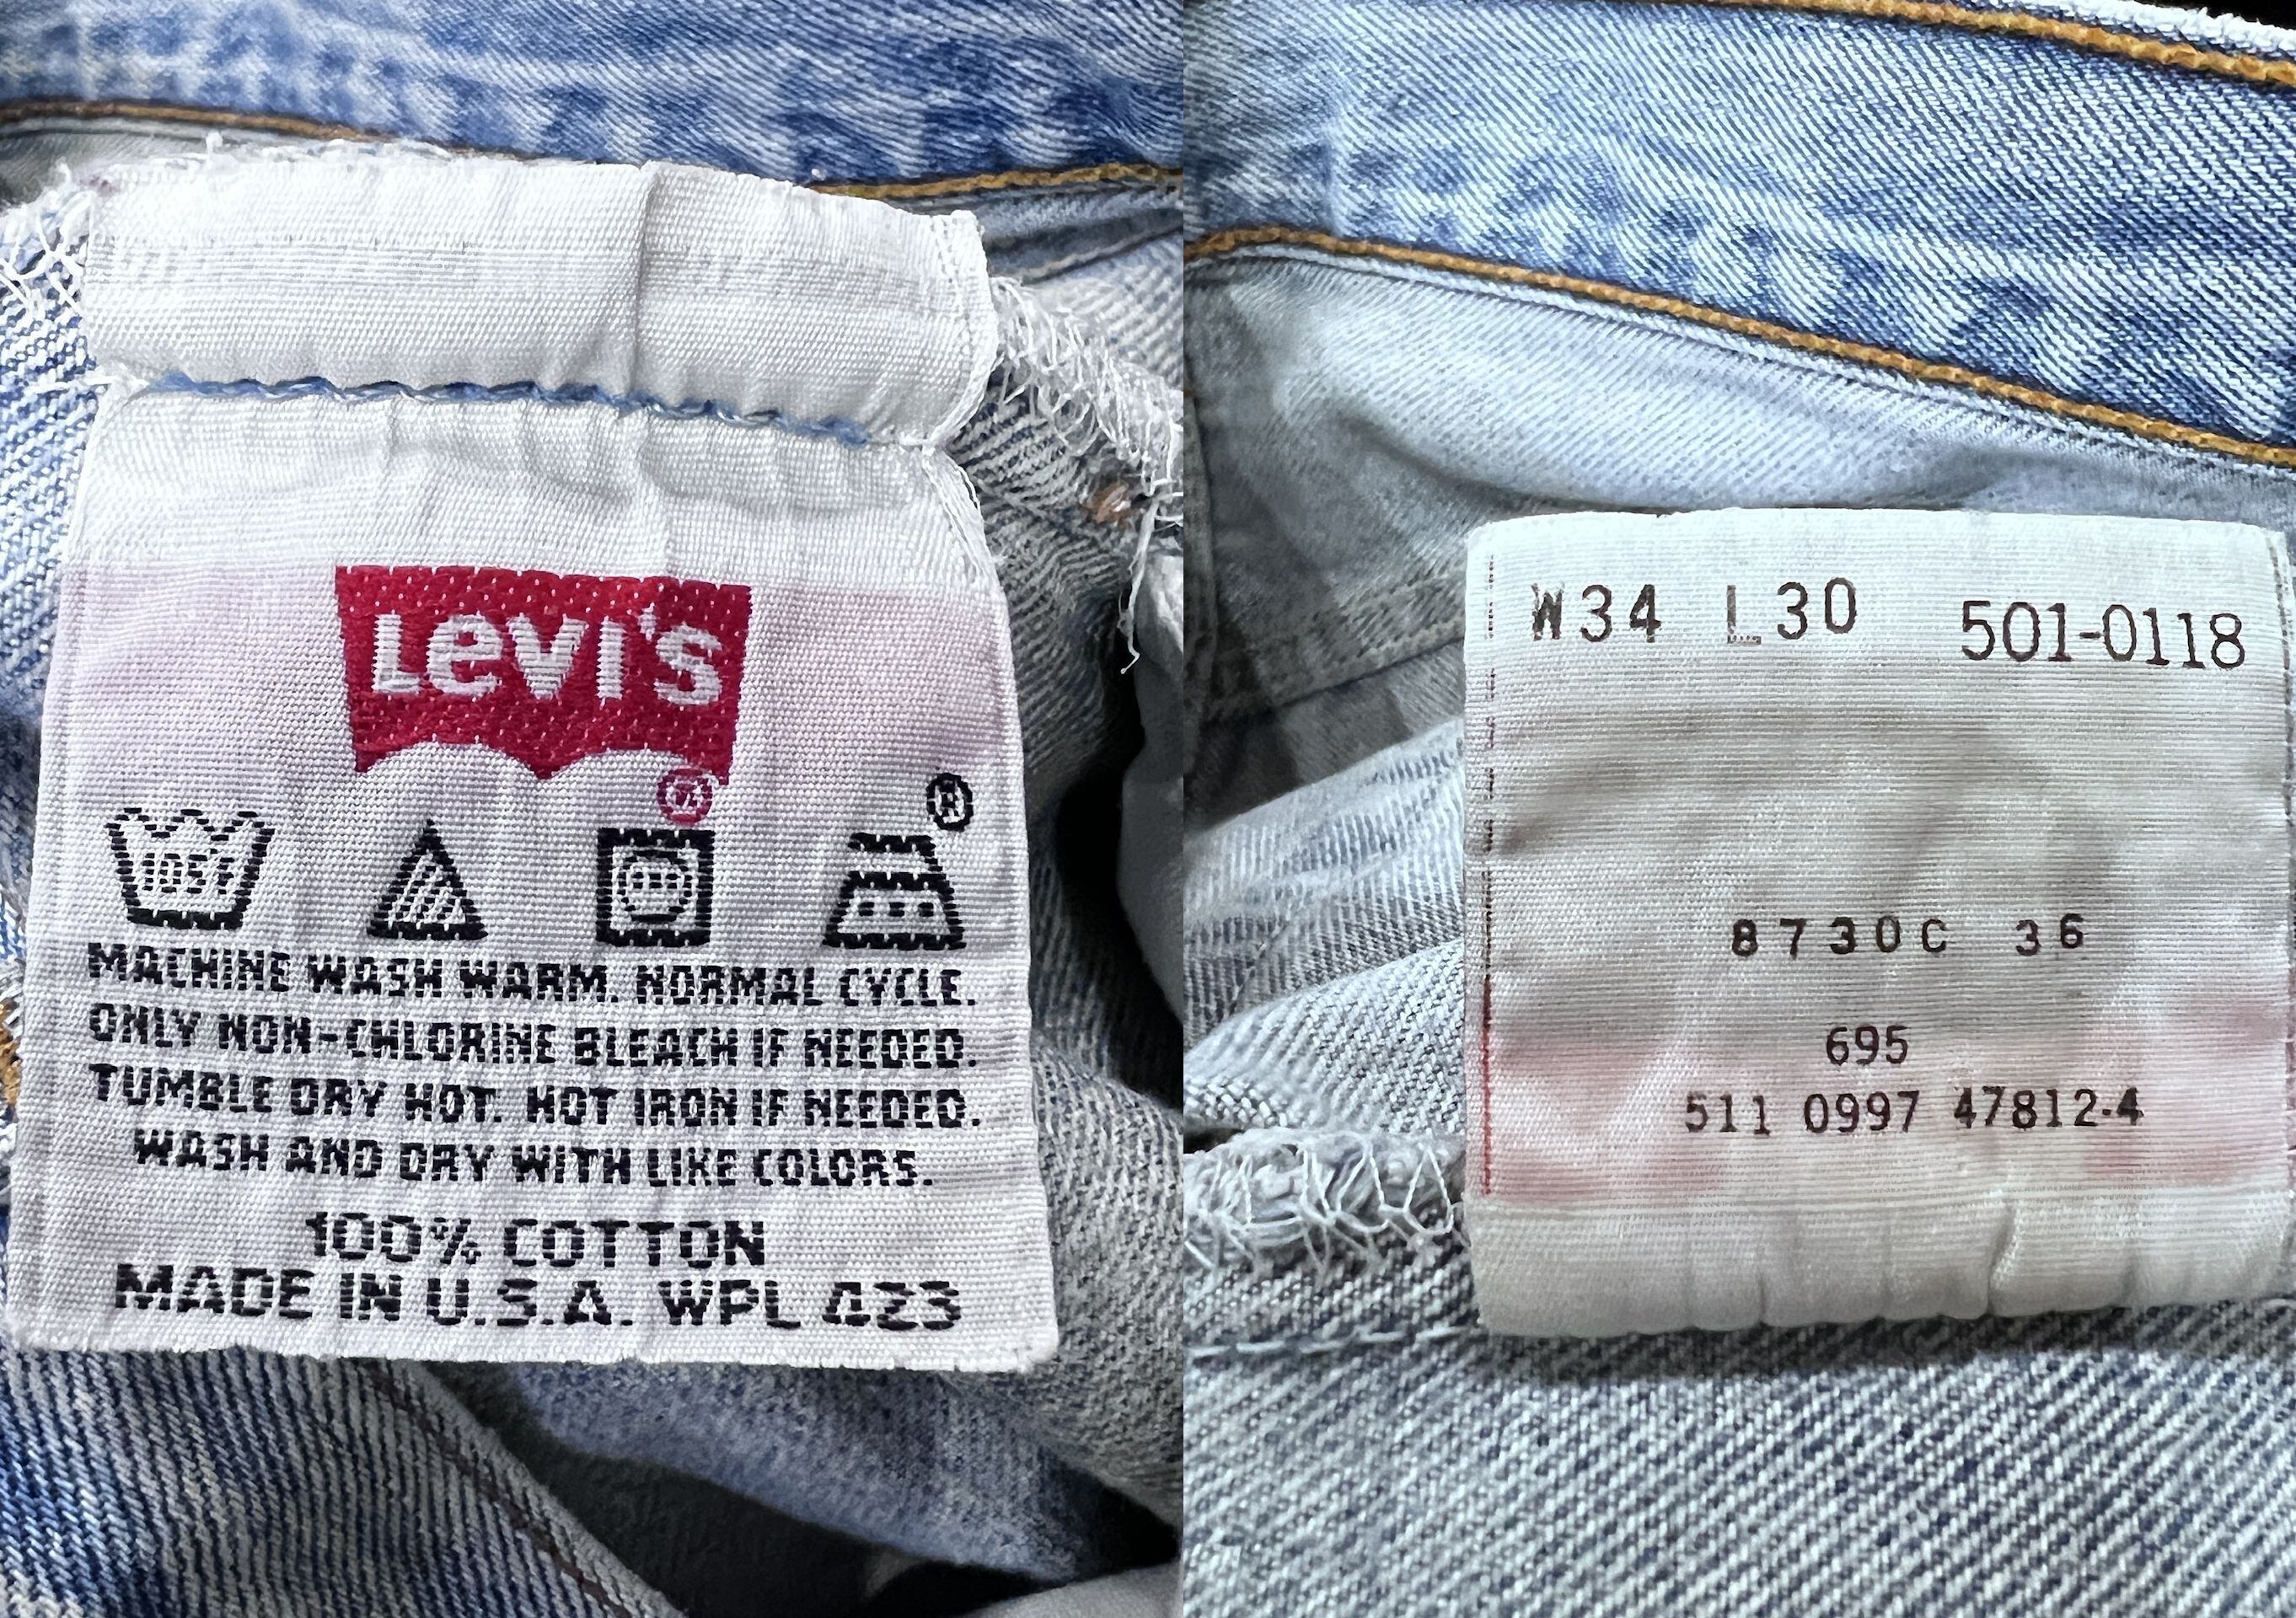 Levi's
®
®
105°F
MACHINE WASH WARM. NORMAL CYCLE.
ONLY NON-CHLORINE BLEACH IF NEEDED.
TUMBLE DRY HOT. HOT IRON IF NEEDED.
WASH AND DRY WITH LIKE COLORS.
100% COTTON
MADE IN U.S.A. WPL 423
W34 L30 501-0118
8730C 36
695
511 0997 47812-4